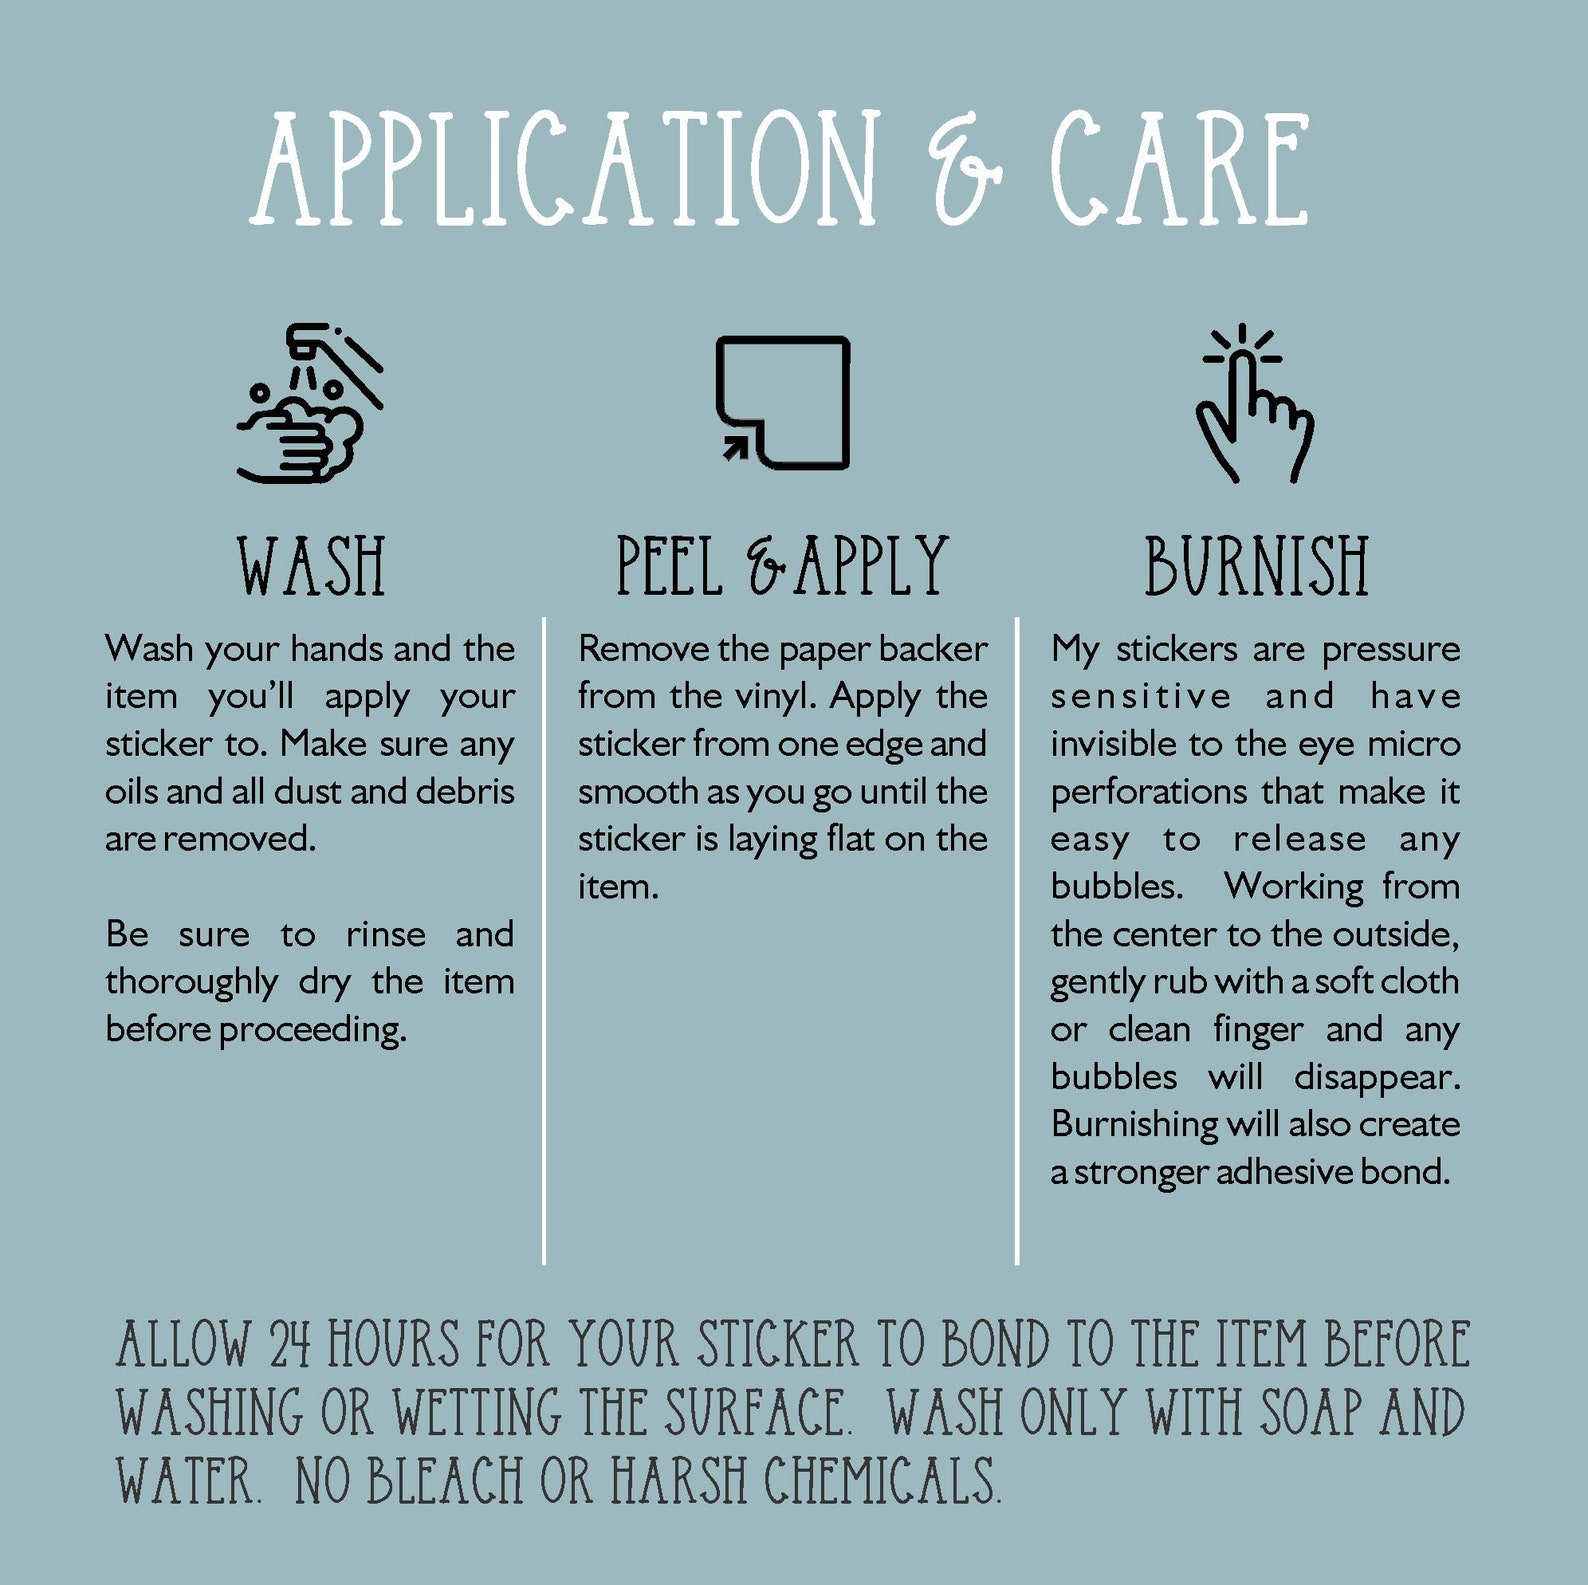 APPLICATION & CARE
WASH
Wash your hands and the
item you'll apply your
sticker to. Make sure any
oils and all dust and debris
are removed.
Be sure to rinse and
thoroughly dry the item
before proceeding.
PEEL & APPLY
Remove the paper backer
from the vinyl. Apply the
sticker from one edge and
smooth as you go until the
sticker is laying flat on the
item.
BURNISH
My stickers are pressure
sensitive and have
invisible to the eye micro
perforations that make it
easy to release any
bubbles. Working from
the center to the outside,
gently rub with a soft cloth
or clean finger and any
bubbles will disappear.
Burnishing will also create
a stronger adhesive bond.
ALLOW 24 HOURS FOR YOUR STICKER TO BOND TO THE ITEM BEFORE
WASHING OR WETTING THE SURFACE. WASH ONLY WITH SOAP AND
WATER. NO BLEACH OR HARSH CHEMICALS.